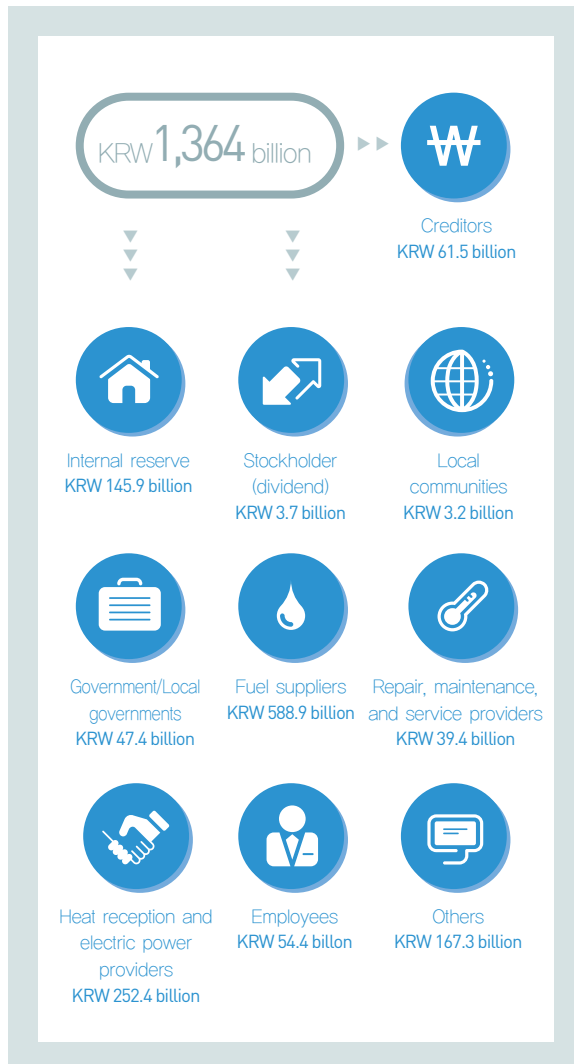 KRW 1,364 billion
Creditors
KRW 61.5 billion
Internal reserve
KRW 145.9 billion
Stockholder
(dividend)
KRW 3.7 billion
Local
communities
KRW 3.2 billion
Government/Local
governments
KRW 47.4 billion
Fuel suppliers
KRW 588.9 billion
Repair, maintenance,
and service providers
KRW 39.4 billion
Heat reception and
electric power
providers
KRW 252.4 billion
Employees
KRW 54.4 billon
Others
KRW 167.3 billion